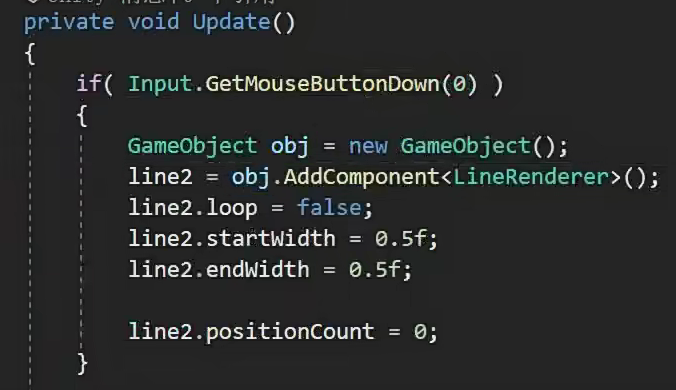 private void Update()
{
if( Input.GetMouseButtonDown(0) )
{
GameObject obj = new GameObject();
line2 = obj.AddComponent<LineRenderer>();
line2.loop = false;
line2.startWidth = 0.5f;
line2.endWidth = 0.5f;
line2.positionCount = 0;
}